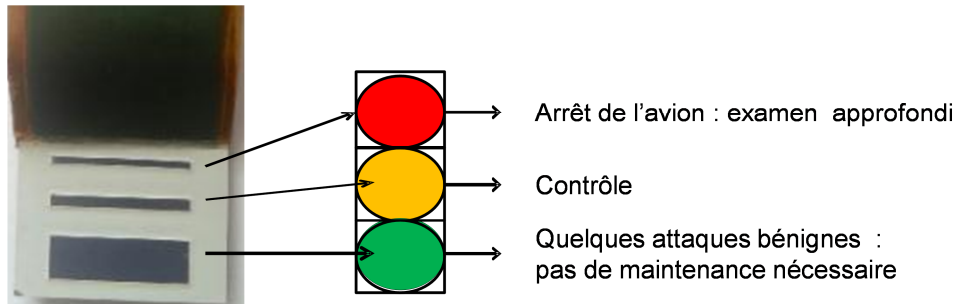 Arrêt de l'avion : examen approfondi
Contrôle
Quelques attaques bénignes :
pas de maintenance nécessaire